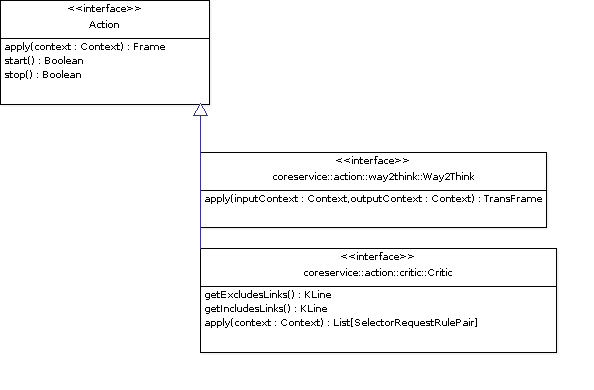 <<interface>>
Action
apply(context : Context) : Frame
start() : Boolean
stop() : Boolean
<<interface>>
coreservice::action::way2think::Way2Think
apply(inputContext : Context,outputContext : Context) : TransFrame
<<interface>>
coreservice::action::critic::Critic
getExcludesLinks() : KLine
getIncludesLinks() : KLine
apply(context : Context) : List[SelectorRequestRulePair]